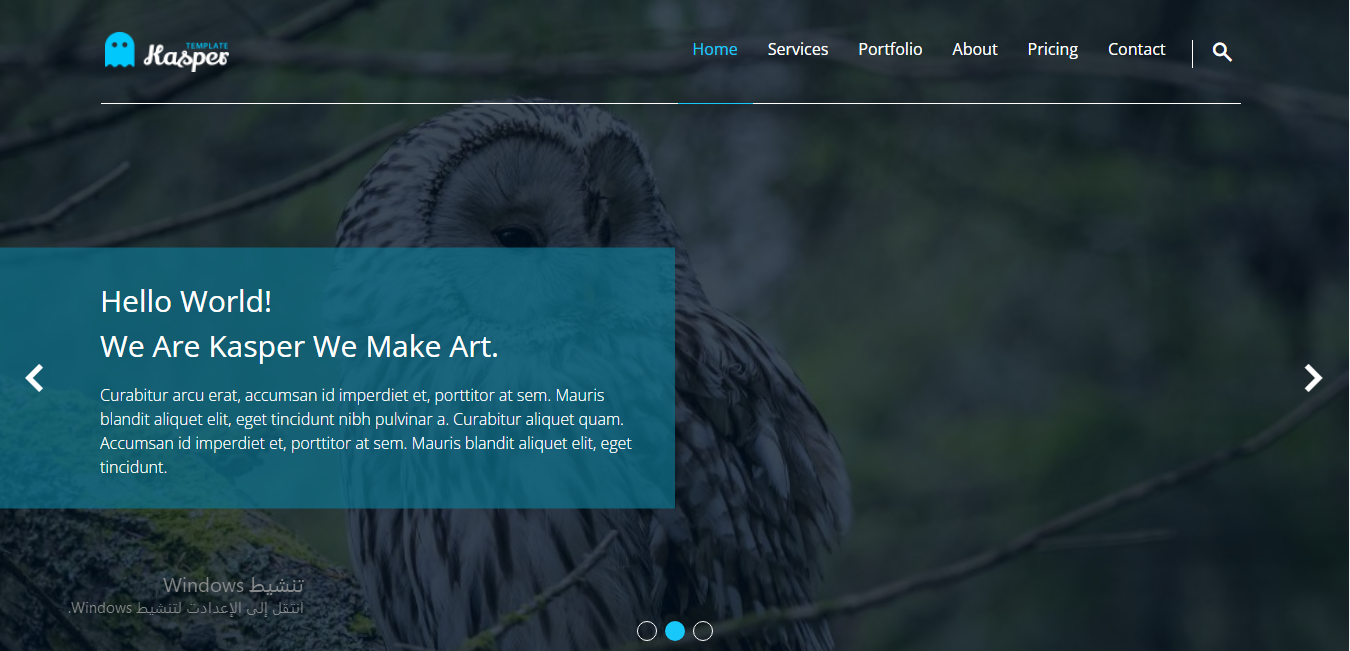 TEMPLATE
Kasper
Home Services Portfolio About Pricing Contact
Hello World!
We Are Kasper We Make Art.
Curabitur arcu erat, accumsan id imperdiet et, porttitor at sem. Mauris
blandit aliquet elit, eget tincidunt nibh pulvinar a. Curabitur aliquet quam.
Accumsan id imperdiet et, porttitor at sem. Mauris blandit aliquet elit, eget
tincidunt.
تنشيط Windows
انتقل إلى الإعدادت لتنشيط Windows.